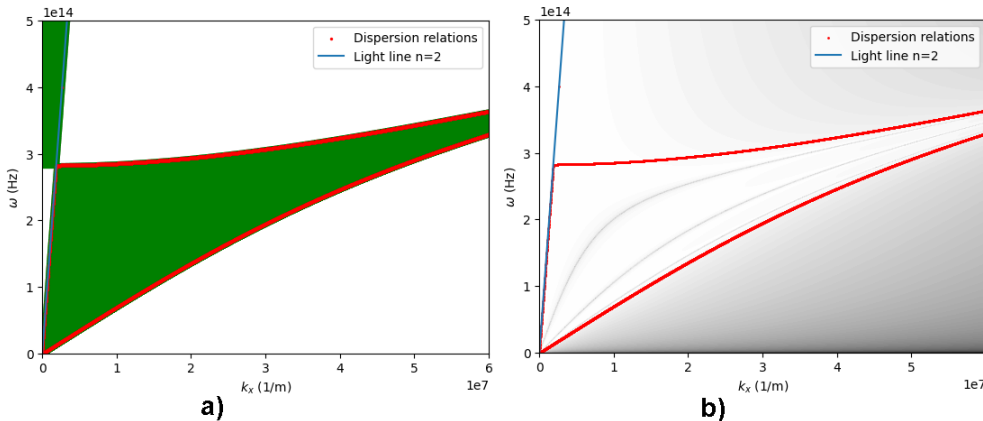 1e14
5
4
3
2
1
0
ω (Hz)
Dispersion relations
Light line n=2
0 1 2 3 4 5 6
k_x (1/m)
1e7
a)
1e14
5
4
3
2
1
0
ω (Hz)
Dispersion relations
Light line n=2
0 1 2 3 4 5
k_x (1/m)
1e7
b)